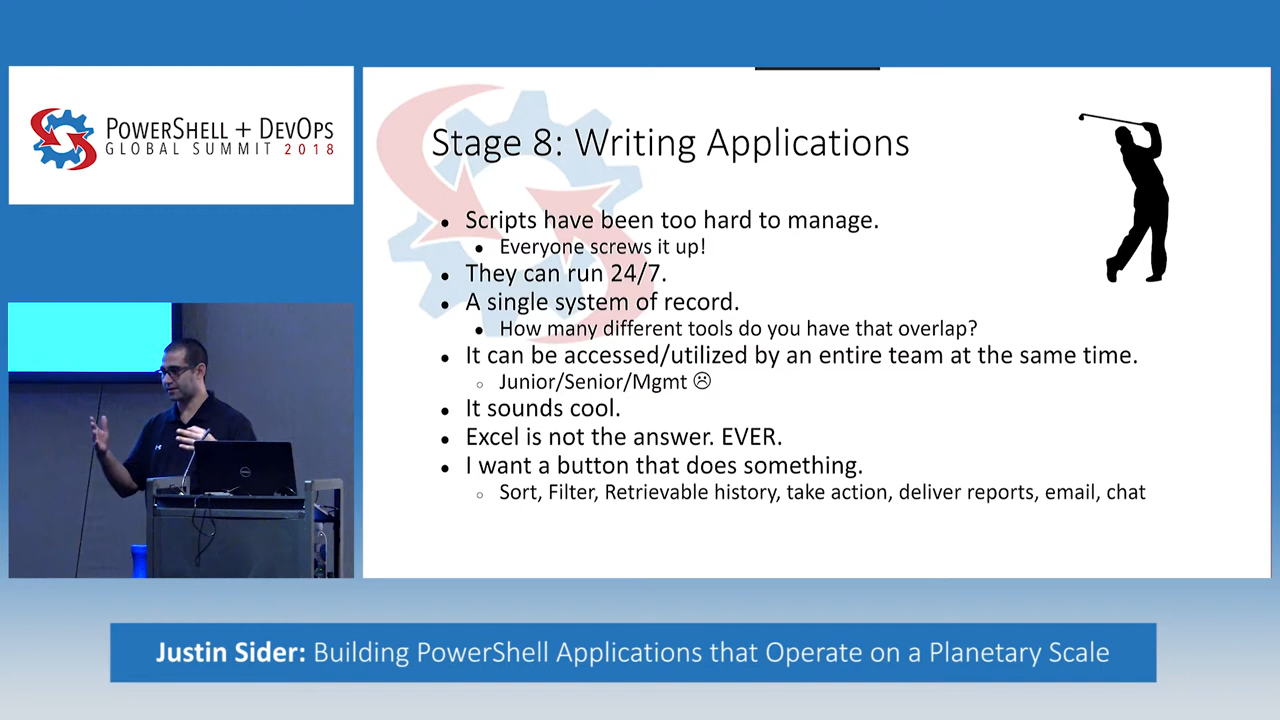 POWERSHELL + DEVOPS
GLOBAL SUMMIT 2018
Stage 8: Writing Applications
• Scripts have been too hard to manage.
• Everyone screws it up!
• They can run 24/7.
• A single system of record.
• How many different tools do you have that overlap?
• It can be accessed/utilized by an entire team at the same time.
○ Junior/Senior/Mgmt ☹
• It sounds cool.
• Excel is not the answer. EVER.
• I want a button that does something.
○ Sort, Filter, Retrievable history, take action, deliver reports, email, chat
DELL
Justin Sider: Building PowerShell Applications that Operate on a Planetary Scale